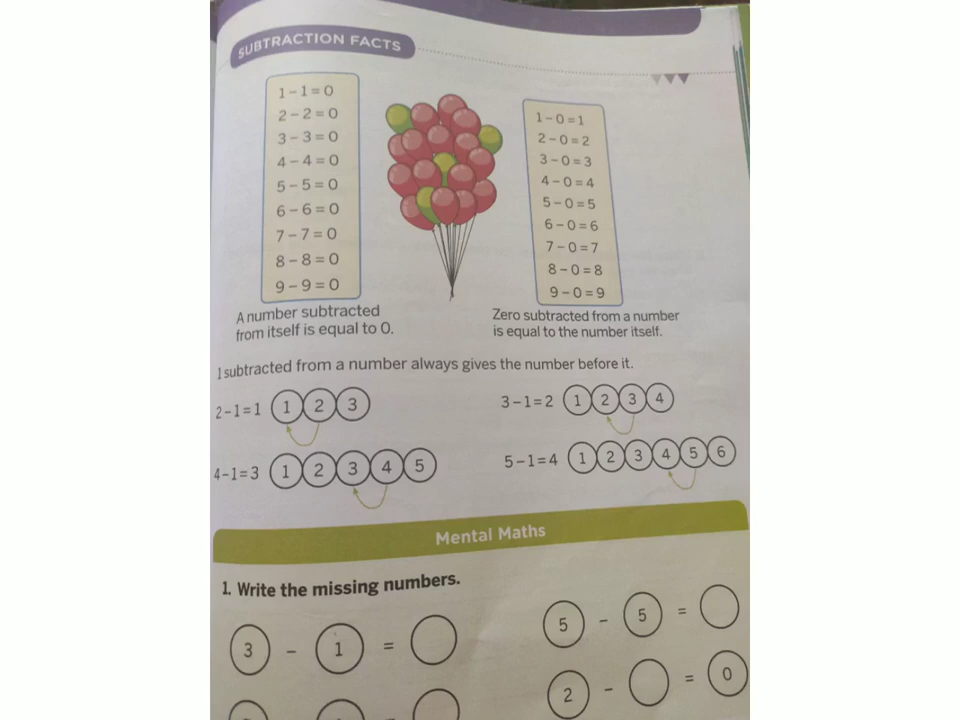 SUBTRACTION FACTS
1 – 1 = 0
2 – 2 = 0
3 – 3 = 0
4 – 4 = 0
5 – 5 = 0
6 – 6 = 0
7 – 7 = 0
8 – 8 = 0
9 – 9 = 0
A number subtracted
from itself is equal to 0.
1 – 0 = 1
2 – 0 = 2
3 – 0 = 3
4 – 0 = 4
5 – 0 = 5
6 – 0 = 6
7 – 0 = 7
8 – 0 = 8
9 – 0 = 9
Zero subtracted from a number
is equal to the number itself.
1 subtracted from a number always gives the number before it.
2 – 1 = 1 1 2 3
3 – 1 = 2 1 2 3 4
4 – 1 = 3 1 2 3 4 5
5 – 1 = 4 1 2 3 4 5 6
Mental Maths
1. Write the missing numbers.
3 – 1 =
5 – 5 =
2 – = 0